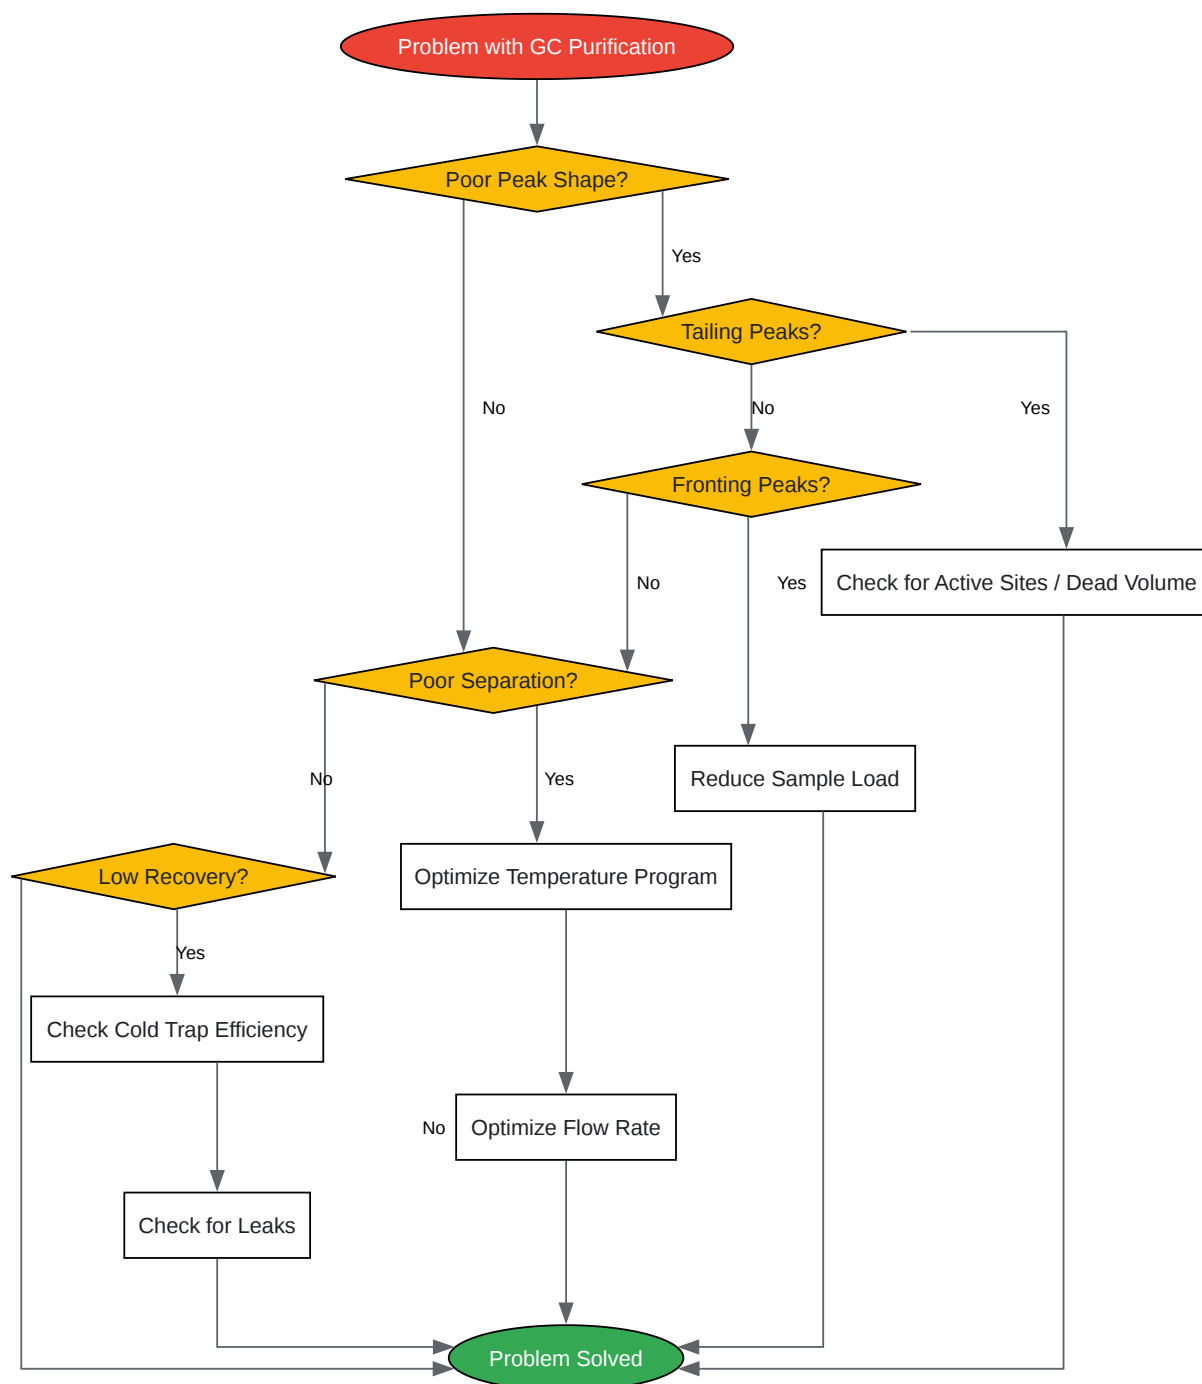 Problem with GC Purification
Poor Peak Shape?
Yes
Tailing Peaks?
No
No
Yes
Fronting Peaks?
No
Yes
Check for Active Sites / Dead Volume
Poor Separation?
No
Yes
Reduce Sample Load
Low Recovery?
Optimize Temperature Program
Yes
Check Cold Trap Efficiency
No
Optimize Flow Rate
Check for Leaks
Problem Solved